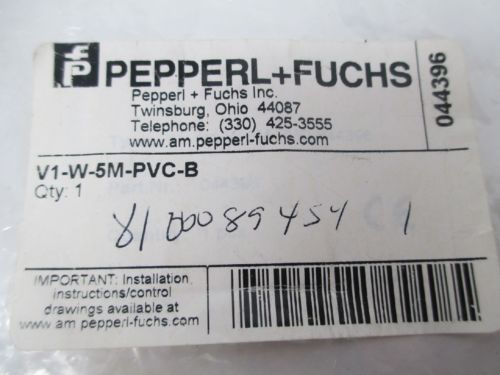 PEPPERL+FUCHS
Pepperl + Fuchs Inc.
Twinsburg, Ohio 44087
Telephone: (330) 425-3555
www.am.pepperl-fuchs.com
044396
V1-W-5M-PVC-B
Qty: 1
8100089454 1
IMPORTANT: Installation
instructions/control
drawings available at
www.am.pepperl-fuchs.com